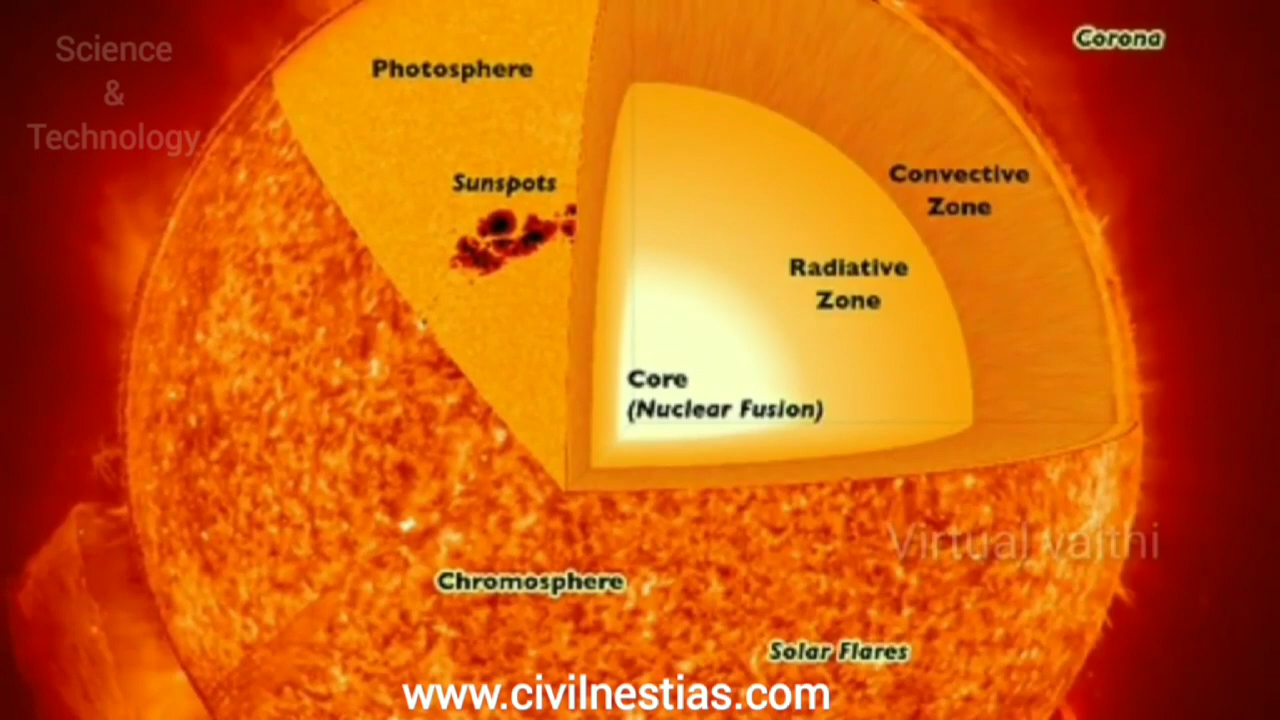 Science
&
Technology
Corona
Photosphere
Sunspots
Convective
Zone
Radiative
Zone
Core
(Nuclear Fusion)
Virtual vaithi
Chromosphere
Solar Flares
www.civilnestias.com